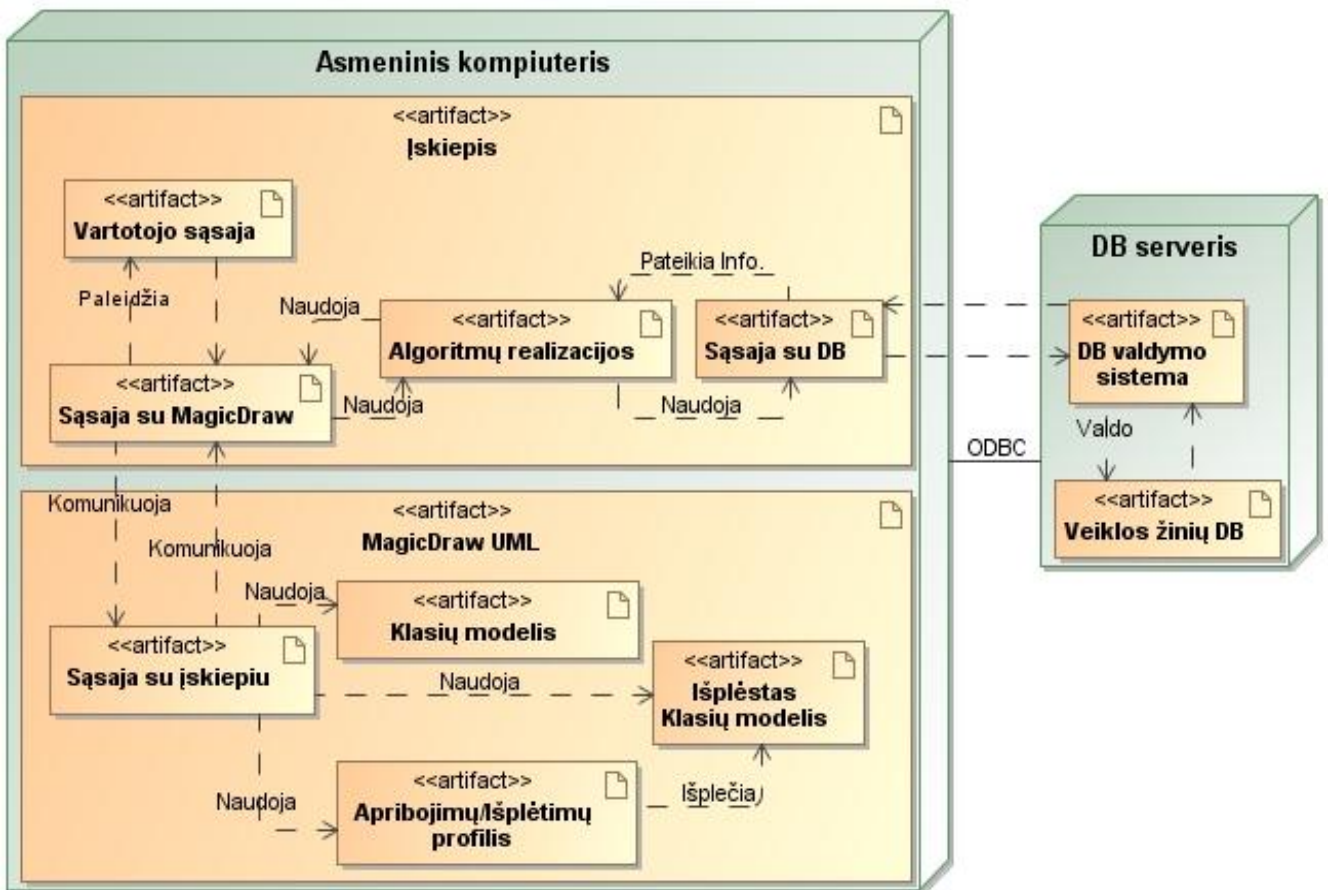 Asmeninis kompiuteris
<<artifact>>
Įskiepis
<<artifact>>
Vartotojo sąsaja
Paleidžia
Naudoja
<<artifact>>
Algoritmų realizacijos
Pateikia Info.
<<artifact>>
Sąsaja su DB
<<artifact>>
Sąsaja su MagicDraw
Naudoja
Naudoja
DB serveris
<<artifact>>
DB valdymo
sistema
Valdo
<<artifact>>
Veiklos žinių DB
ODBC
Komunikuoja
Komunikuoja
<<artifact>>
MagicDraw UML
Naudoja
<<artifact>>
Klasių modelis
<<artifact>>
Sąsaja su įskiepiu
Naudoja
<<artifact>>
Išplėstas
Klasių modelis
Naudoja
<<artifact>>
Apribojimų/Išplėtimų
profilis
Išplečia